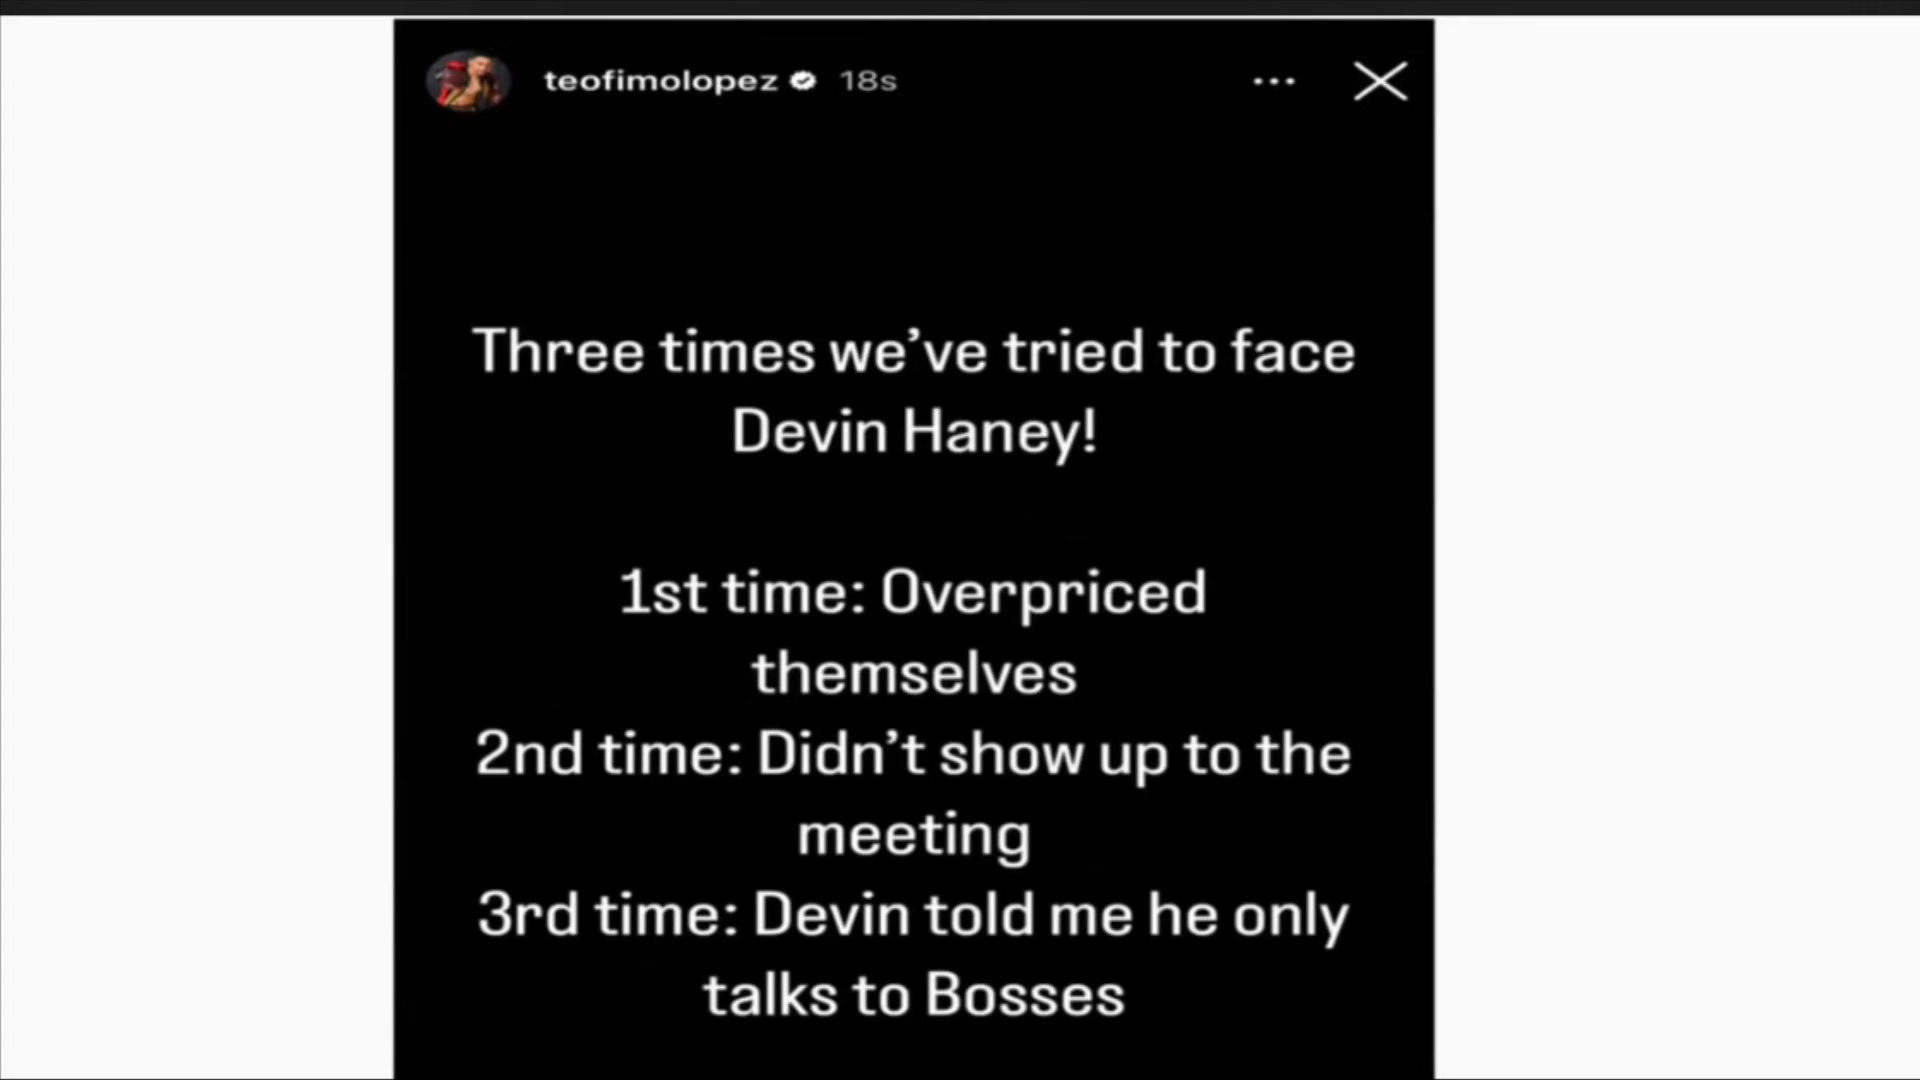 teofimolopez 18s
Three times we’ve tried to face
Devin Haney!
1st time: Overpriced
themselves
2nd time: Didn’t show up to the
meeting
3rd time: Devin told me he only
talks to Bosses